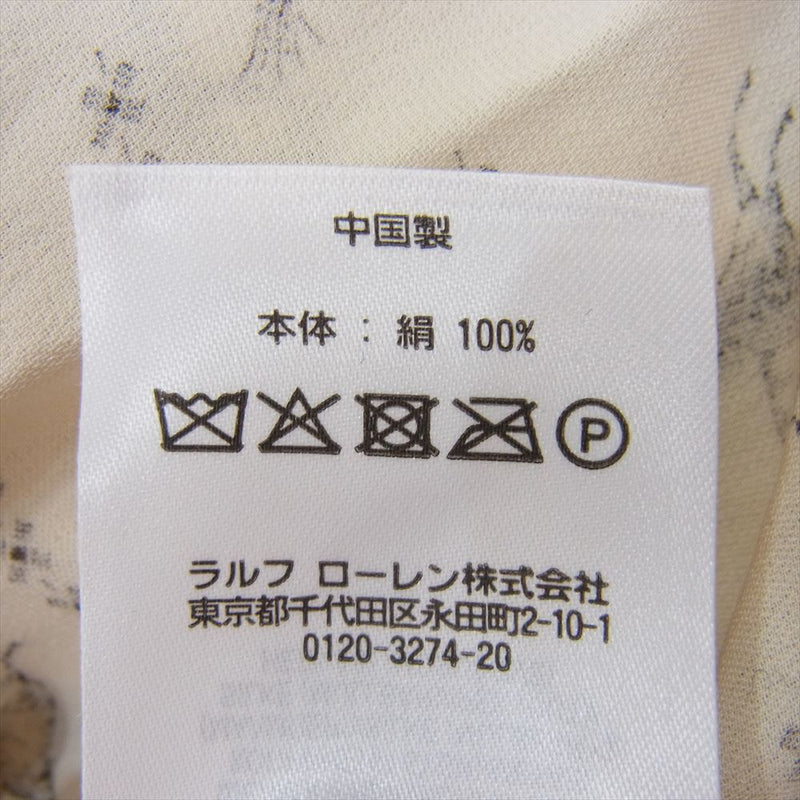 中国製
本体 : 絹 100%
P
ラルフ ローレン株式会社
東京都千代田区永田町2-10-1
0120-3274-20